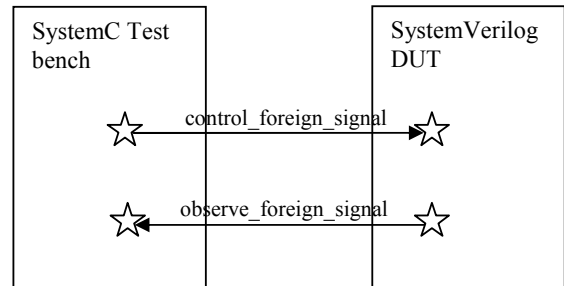 SystemC Test
bench
SystemVerilog
DUT
control_foreign_signal
observe_foreign_signal